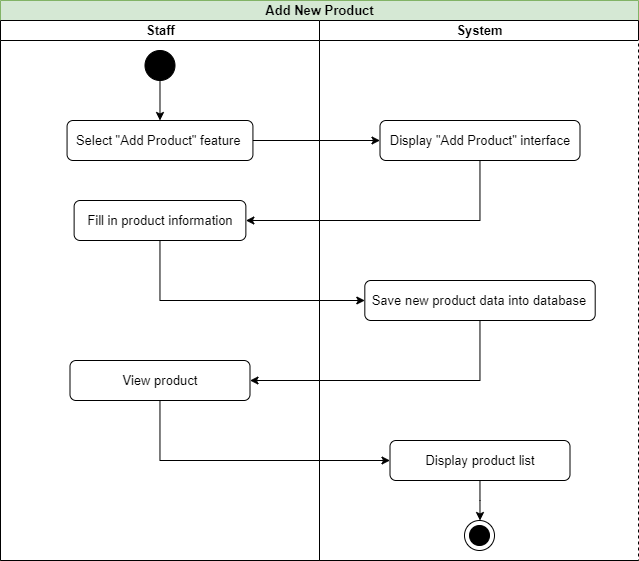 Add New Product
Staff
System
Select "Add Product" feature
Display "Add Product" interface
Fill in product information
Save new product data into database
View product
Display product list